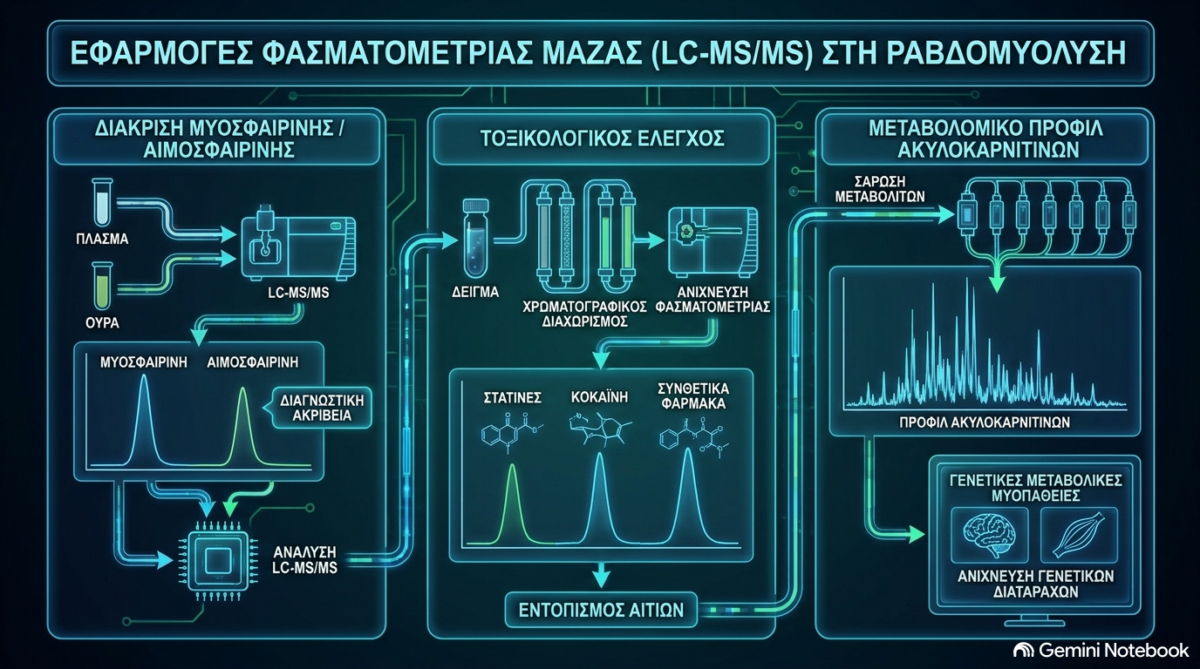 ΕΦΑΡΜΟΓΕΣ ΦΑΣΜΑΤΟΜΕΤΡΙΑΣ ΜΑΖΑΣ (LC-MS/MS) ΣΤΗ ΡΑΒΔΟΜΥΟΛΥΣΗ
ΔΙΑΚΡΙΣΗ ΜΥΟΣΦΑΙΡΙΝΗΣ /
ΑΙΜΟΣΦΑΙΡΙΝΗΣ
ΠΛΑΣΜΑ
ΟΥΡΑ
LC-MS/MS
ΜΥΟΣΦΑΙΡΙΝΗ
ΑΙΜΟΣΦΑΙΡΙΝΗ
ΔΙΑΓΝΩΣΤΙΚΗ
ΑΚΡΙΒΕΙΑ
ΑΝΑΛΥΣΗ
LC-MS/MS
ΤΟΞΙΚΟΛΟΓΙΚΟΣ ΕΛΕΓΧΟΣ
ΔΕΙΓΜΑ
ΧΡΩΜΑΤΟΓΡΑΦΙΚΟΣ
ΔΙΑΧΩΡΙΣΜΟΣ
ΑΝΙΧΝΕΥΣΗ
ΦΑΣΜΑΤΟΜΕΤΡΙΑΣ
ΣΤΑΤΙΝΕΣ
ΚΟΚΑΪΝΗ
ΣΥΝΘΕΤΙΚΑ
ΦΑΡΜΑΚΑ
ΕΝΤΟΠΙΣΜΟΣ ΑΙΤΙΩΝ
ΜΕΤΑΒΟΛΟΜΙΚΟ ΠΡΟΦΙΛ
ΑΚΥΛΟΚΑΡΝΙΤΙΝΩΝ
ΣΑΡΩΣΗ
ΜΕΤΑΒΟΛΙΤΩΝ
ΠΡΟΦΙΛ ΑΚΥΛΟΚΑΡΝΙΤΙΝΩΝ
ΓΕΝΕΤΙΚΕΣ ΜΕΤΑΒΟΛΙΚΕΣ
ΜΥΟΠΑΘΕΙΕΣ
ΑΝΙΧΝΕΥΣΗ ΓΕΝΕΤΙΚΩΝ
ΔΙΑΤΑΡΑΧΩΝ
Gemini Notebook